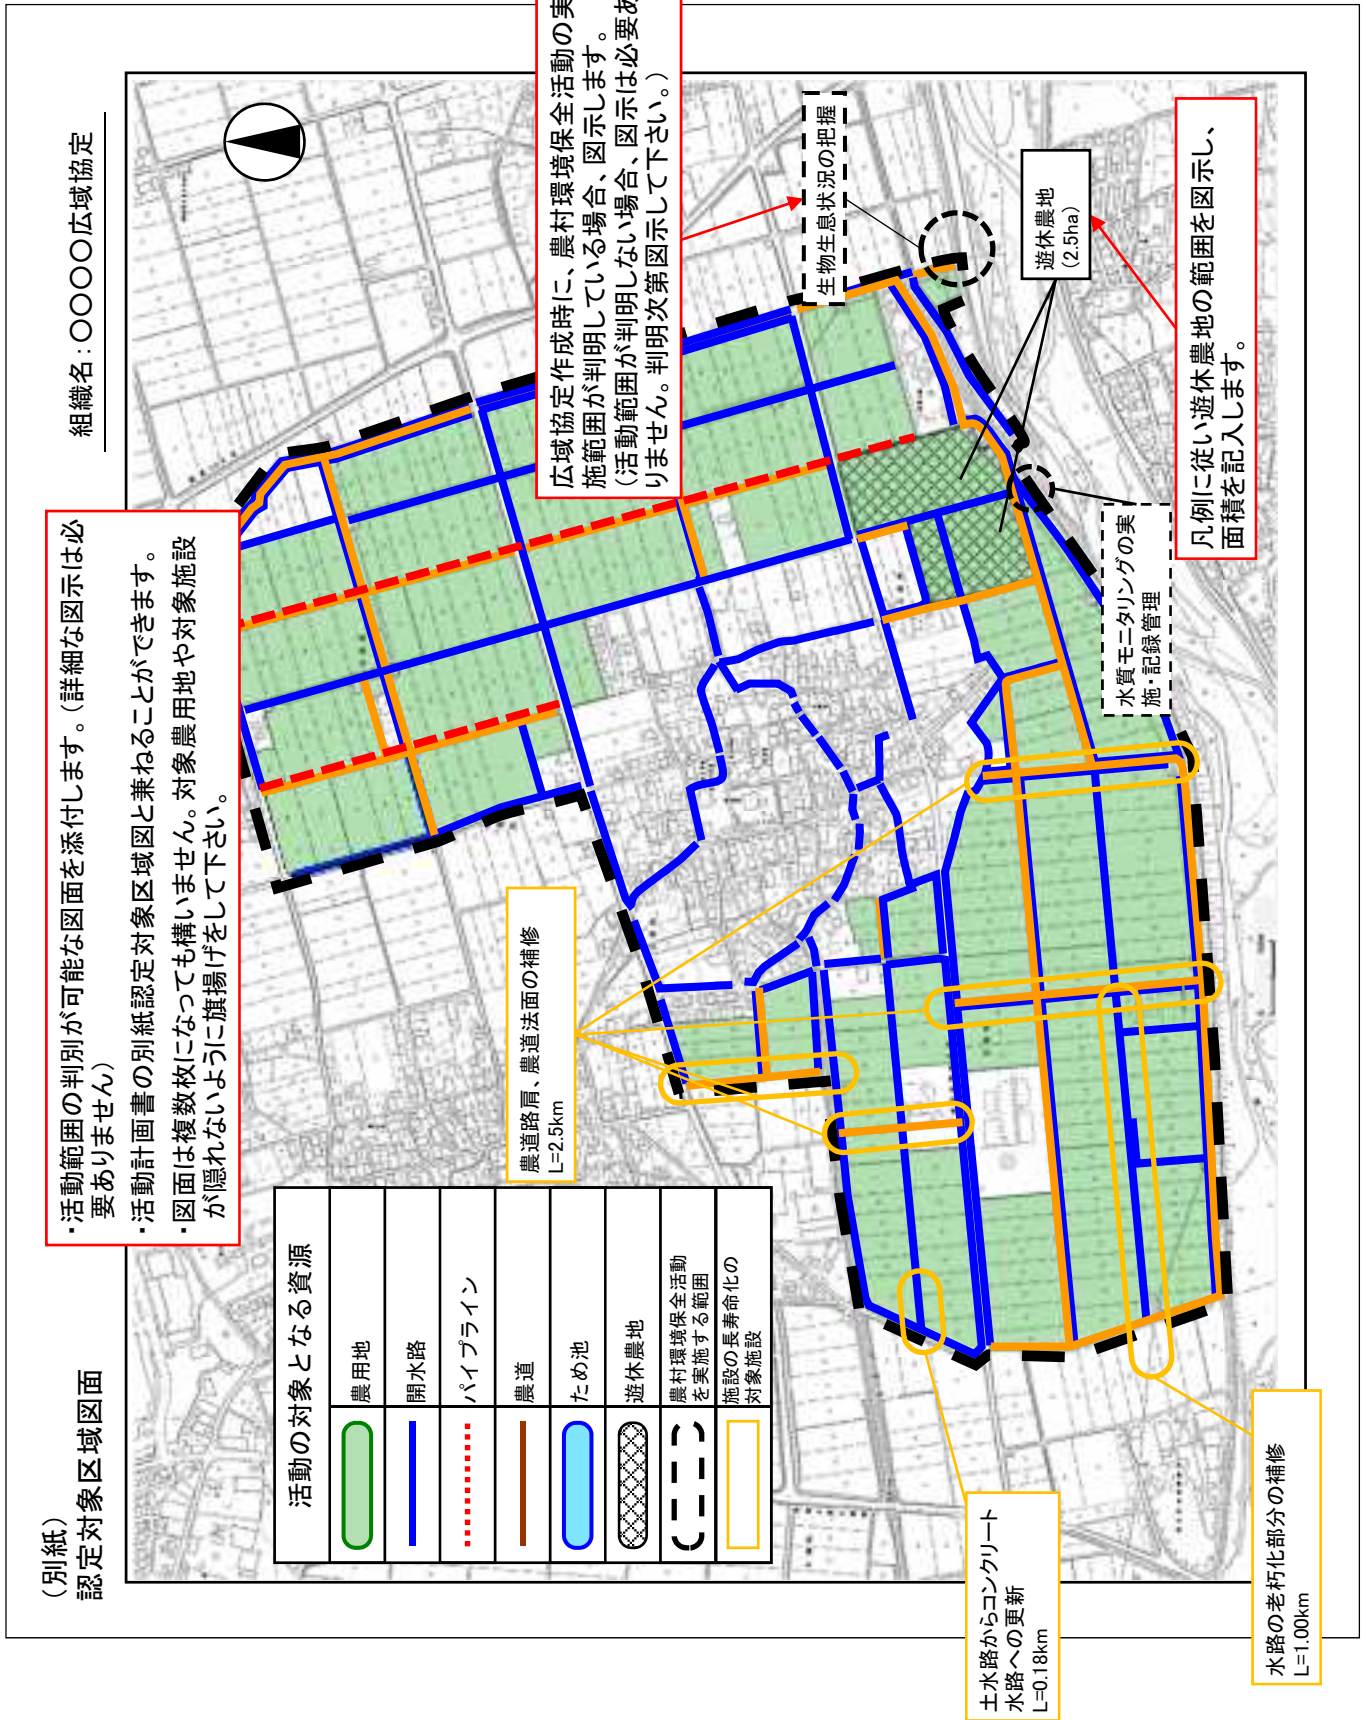 （別紙）
認定対象区域図面
組織名：〇〇〇〇広域協定
・活動範囲の判別が可能な図面を添付します。（詳細な図示は必
要ありません）
・活動計画書の別紙認定対象区域図と兼ねることができます。
・図面は複数枚になっても構いません。対象農用地や対象施設
が隠れないように旗揚げをして下さい。
活動の対象となる資源
農用地
開水路
パイプライン
農道
ため池
遊休農地
農村環境保全活動
を実施する範囲
施設の長寿命化の
対象施設
農道路肩、農道法面の補修
L=2.5km
広域協定作成時に、農村環境保全活動の実
施範囲が判明している場合、図示します。
（活動範囲が判明しない場合、図示は必要あ
りません。判明次第図示して下さい。）
生物生息状況の把握
遊休農地
（2.5ha）
水質モニタリングの実
施・記録管理
凡例に従い遊休農地の範囲を図示し、
面積を記入します。
土水路からコンクリート
水路への更新
L=0.18km
水路の老朽化部分の補修
L=1.00km